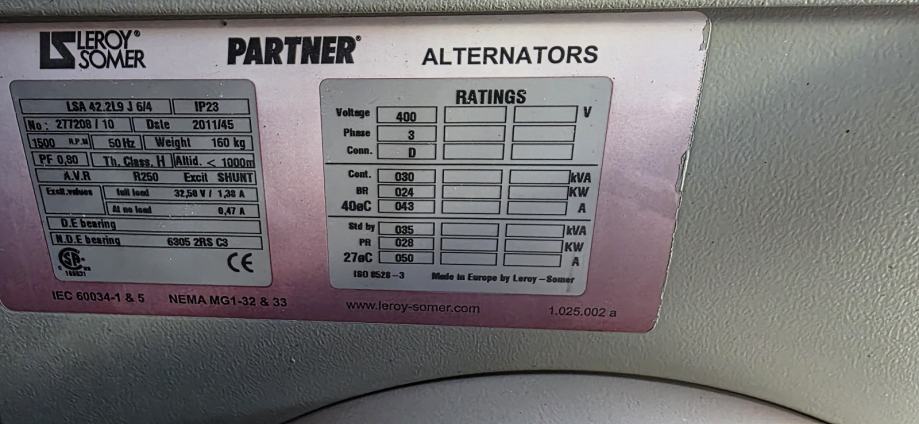 LEROY® SOMER PARTNER® ALTERNATORS
LSA 42.2L9 J 6/4 IP23
No: 277208 / 10 Date 2011/45
1500 R.P.M 50 Hz Weight 160 kg
PF 0,80 Th. Class. H Altid. < 1000m
A.V.R R250 Excit SHUNT
Excit.values full load 32,58 V / 1,38 A
At no load 0,47 A
D.E bearing
N.D.E bearing 6305 2RS C3
CE
IEC 60034-1 & 5 NEMA MG1-32 & 33
RATINGS
Voltage 400 V
Phase 3
Conn. D
Cont. 030 kVA
BR 024 KW
40øC 043 A
Std by 035 kVA
PR 028 KW
27øC 050 A
ISO 8528-3 Made in Europe by Leroy-Somer
www.leroy-somer.com 1.025.002 a